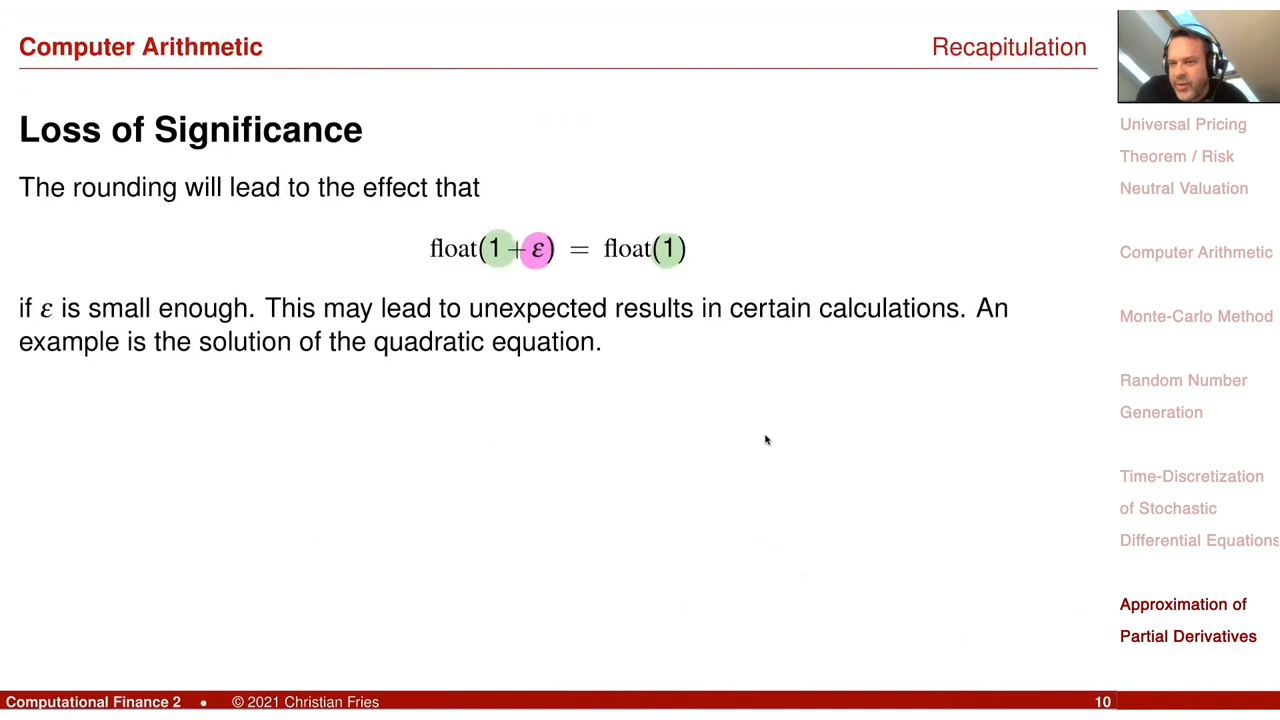 Computer Arithmetic
Recapitulation
Loss of Significance
The rounding will lead to the effect that
float(1+ε) = float(1)
if ε is small enough. This may lead to unexpected results in certain calculations. An
example is the solution of the quadratic equation.
Universal Pricing
Theorem / Risk
Neutral Valuation
Computer Arithmetic
Monte-Carlo Method
Random Number
Generation
Time-Discretization
of Stochastic
Differential Equations
Approximation of
Partial Derivatives
Computational Finance 2 • © 2021 Christian Fries
10